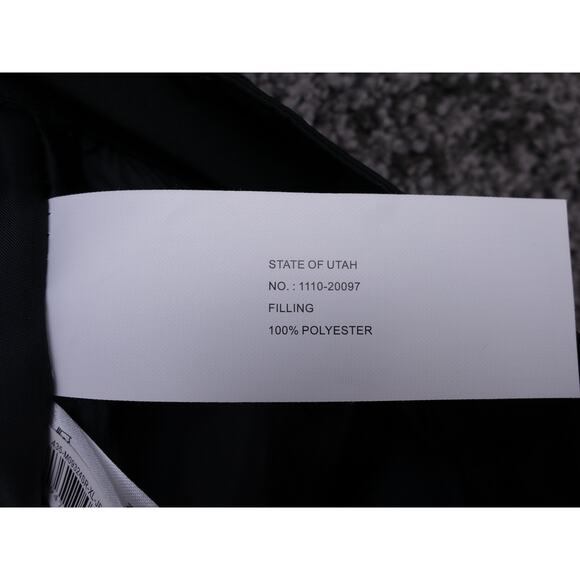 STATE OF UTAH
NO. : 1110-20097
FILLING
100% POLYESTER